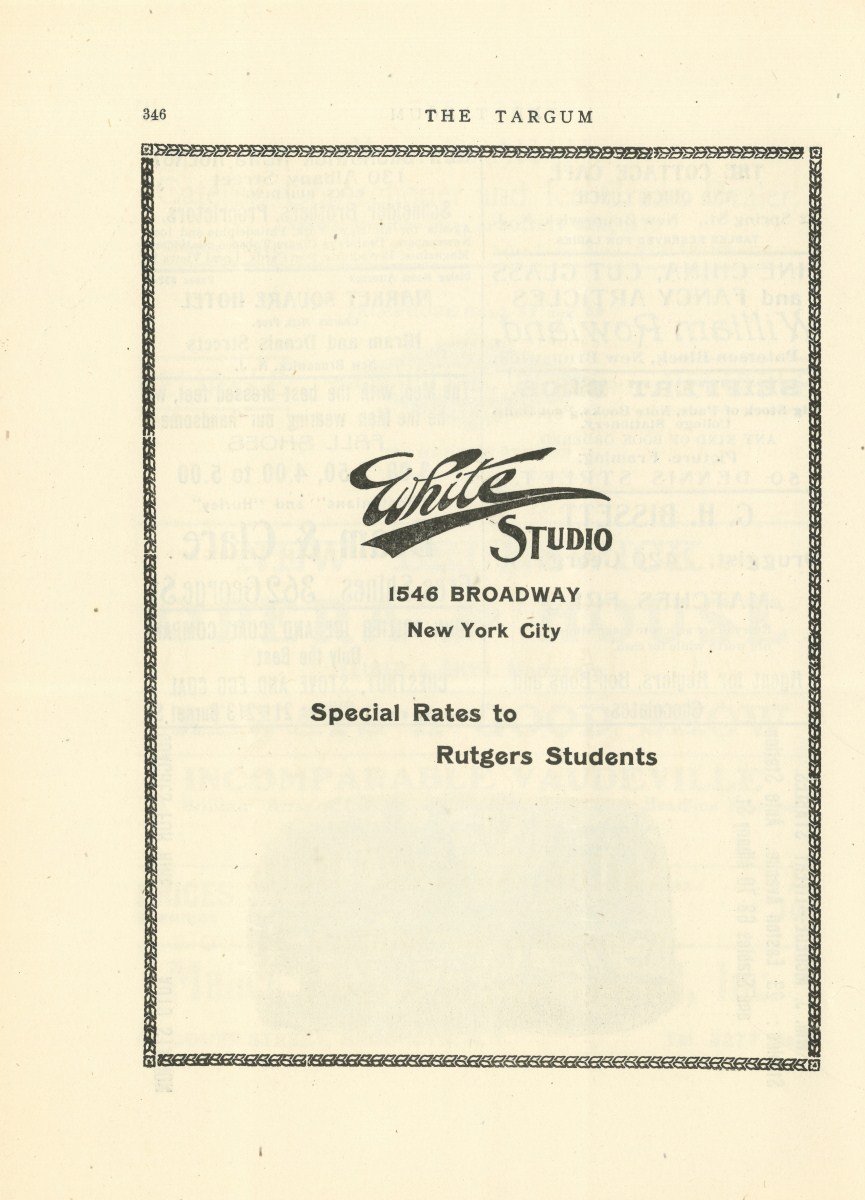 346
THE TARGUM
White
STUDIO
1546 BROADWAY
New York City
Special Rates to
Rutgers Students